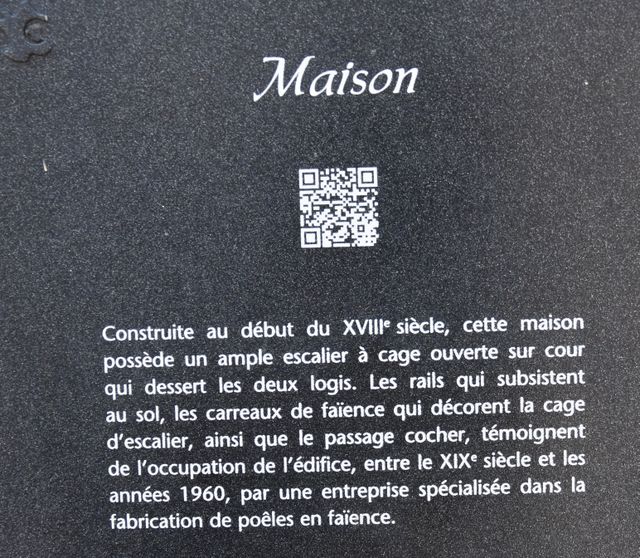 Maison
Construite au début du XVIIIe siècle, cette maison
possède un ample escalier à cage ouverte sur cour
qui dessert les deux logis. Les rails qui subsistent
au sol, les carreaux de faïence qui décorent la cage
d'escalier, ainsi que le passage cocher, témoignent
de l'occupation de l'édifice, entre le XIXe siècle et les
années 1960, par une entreprise spécialisée dans la
fabrication de poêles en faïence.